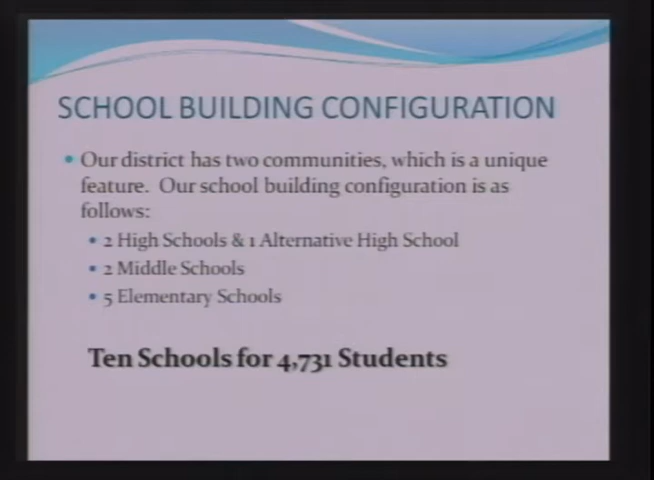 SCHOOL BUILDING CONFIGURATION
• Our district has two communities, which is a unique
feature. Our school building configuration is as
follows:
• 2 High Schools & 1 Alternative High School
• 2 Middle Schools
• 5 Elementary Schools
Ten Schools for 4,731 Students